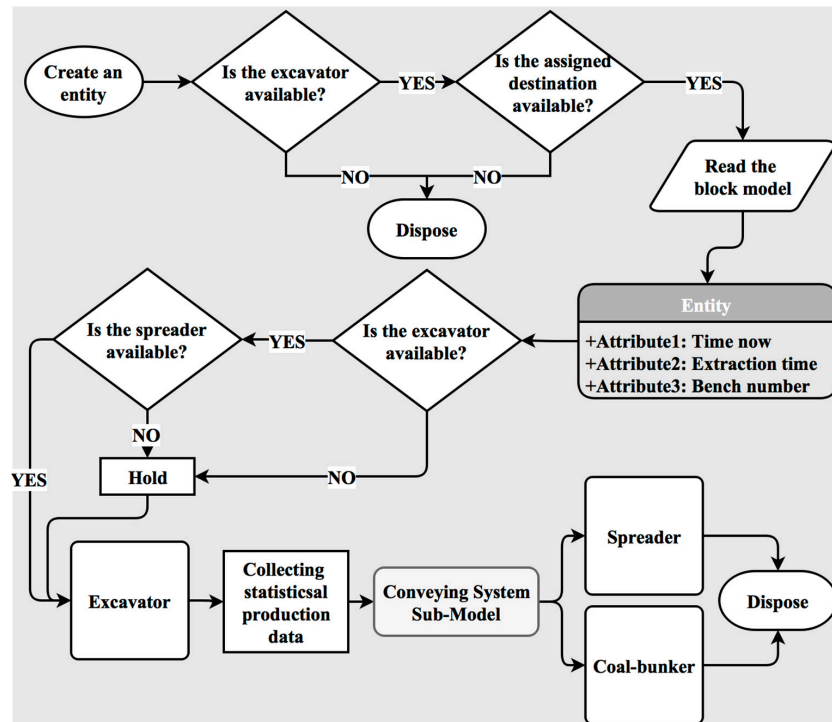 Create an
entity
Is the excavator
available?
YES
Is the assigned
destination
available?
YES
NO
NO
Dispose
Read the
block model
Entity
+Attribute1: Time now
+Attribute2: Extraction time
+Attribute3: Bench number
Is the excavator
available?
YES
Is the spreader
available?
NO
NO
YES
Hold
Excavator
Collecting
statisticsal
production
data
Conveying System
Sub-Model
Spreader
Coal-bunker
Dispose